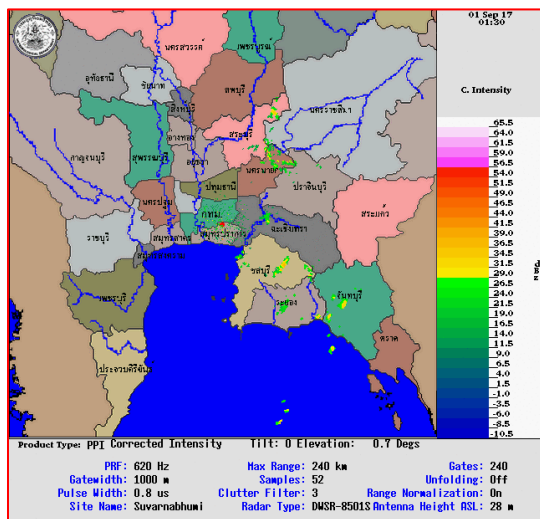 01 Sep 17
01:30
C. Intensity
65.5
64.0
61.5
59.0
56.5
54.0
51.5
49.0
46.5
44.0
41.5
39.0
36.5
34.0
31.5
29.0
26.5
24.0
21.5
19.0
16.5
14.0
11.5
9.0
6.5
4.0
1.5
-1.0
-3.5
-6.0
-8.5
-10.5
นครสวรรค์
เพชรบูรณ์
อุทัยธานี
ชัยนาท
สิงห์บุรี
ลพบุรี
นครราชสีมา
อ่างทอง
สระบุรี
กาญจนบุรี
สุพรรณบุรี
อยุธยา
นครนายก
ปราจีนบุรี
ปทุมธานี
นครปฐม
กทม.
สระแก้ว
ฉะเชิงเทรา
ราชบุรี
สมุทรสาคร
สมุทรปราการ
สมุทรสงคราม
ชลบุรี
เพชรบุรี
ระยอง
จันทบุรี
ตราด
ประจวบคีรีขันธ์
Product Type: PPI Corrected Intensity Tilt: 0 Elevation: 0.7 Degs
PRF: 620 Hz Max Range: 240 km Gates: 240
Gatewidth: 1000 m Samples: 52 Unfolding: Off
Pulse Width: 0.8 us Clutter Filter: 3 Range Normalization: On
Site Name: Suvarnabhumi Radar Type: DWSR-8501S Antenna Height ASL: 28 m